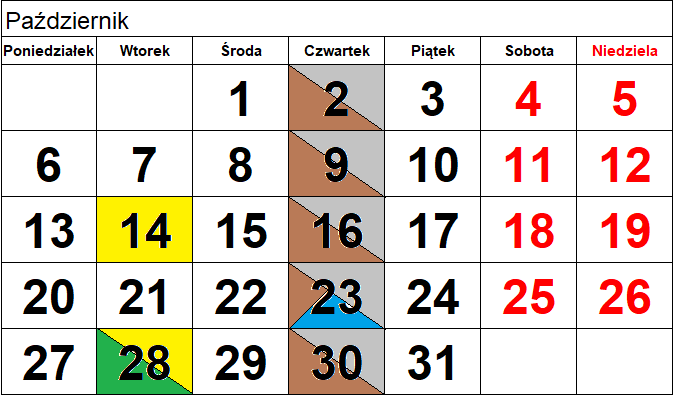 Październik
Poniedziałek Wtorek Środa Czwartek Piątek Sobota Niedziela
1 2 3 4 5
6 7 8 9 10 11 12
13 14 15 16 17 18 19
20 21 22 23 24 25 26
27 28 29 30 31